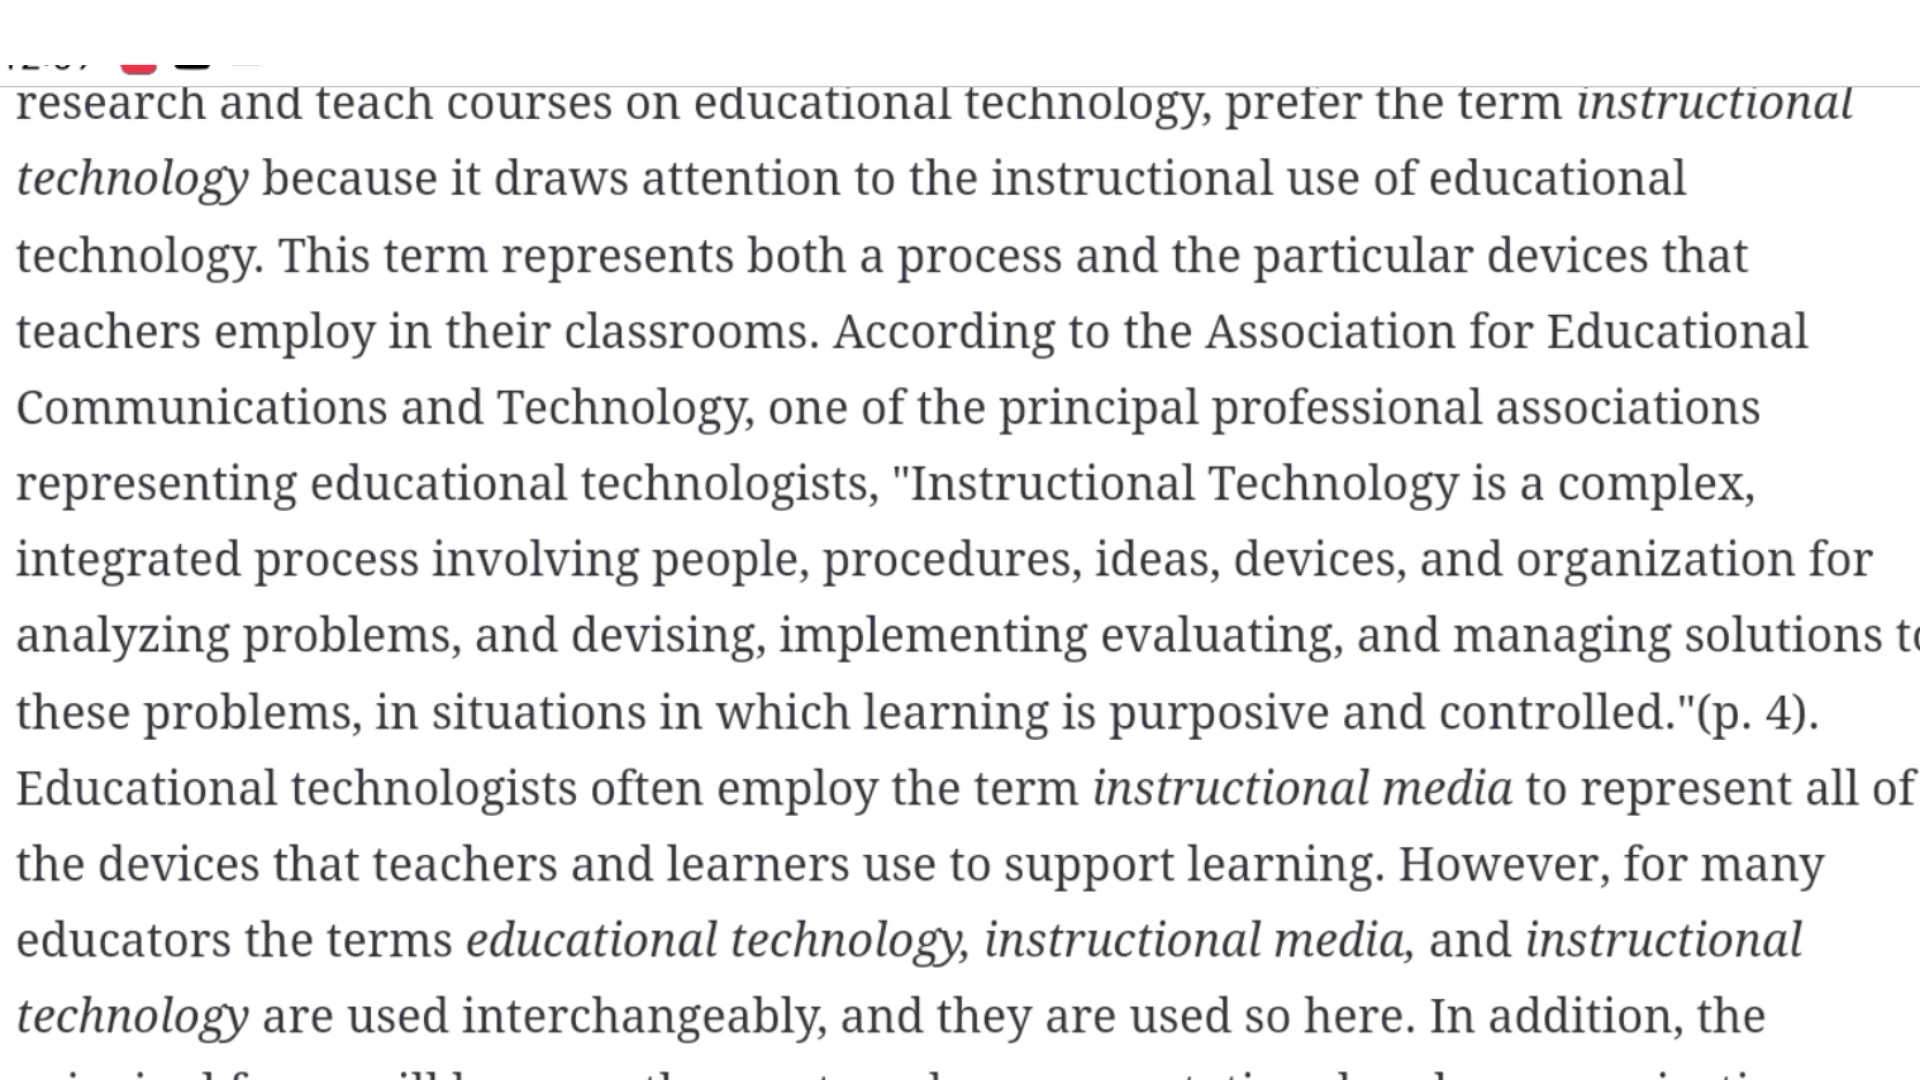 research and teach courses on educational technology, prefer the term instructional
technology because it draws attention to the instructional use of educational
technology. This term represents both a process and the particular devices that
teachers employ in their classrooms. According to the Association for Educational
Communications and Technology, one of the principal professional associations
representing educational technologists, "Instructional Technology is a complex,
integrated process involving people, procedures, ideas, devices, and organization for
analyzing problems, and devising, implementing evaluating, and managing solutions to
these problems, in situations in which learning is purposive and controlled."(p. 4).
Educational technologists often employ the term instructional media to represent all of
the devices that teachers and learners use to support learning. However, for many
educators the terms educational technology, instructional media, and instructional
technology are used interchangeably, and they are used so here. In addition, the